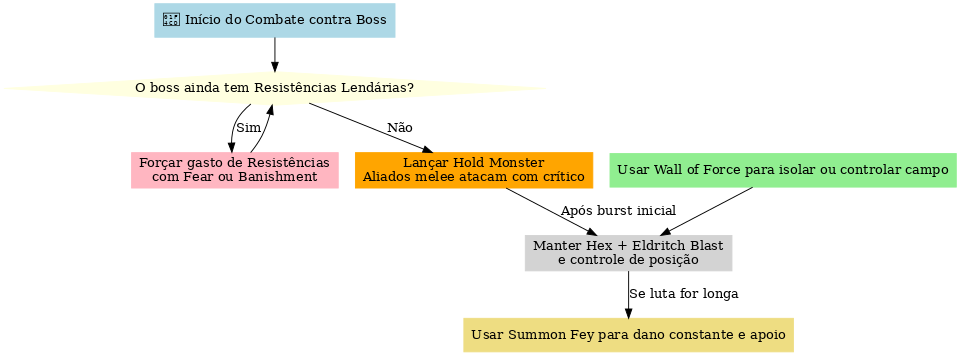 Início do Combate contra Boss
O boss ainda tem Resistências Lendárias?
Sim
Não
Forçar gasto de Resistências
com Fear ou Banishment
Lançar Hold Monster
Aliados melee atacam com crítico
Usar Wall of Force para isolar ou controlar campo
Após burst inicial
Manter Hex + Eldritch Blast
e controle de posição
Se luta for longa
Usar Summon Fey para dano constante e apoio